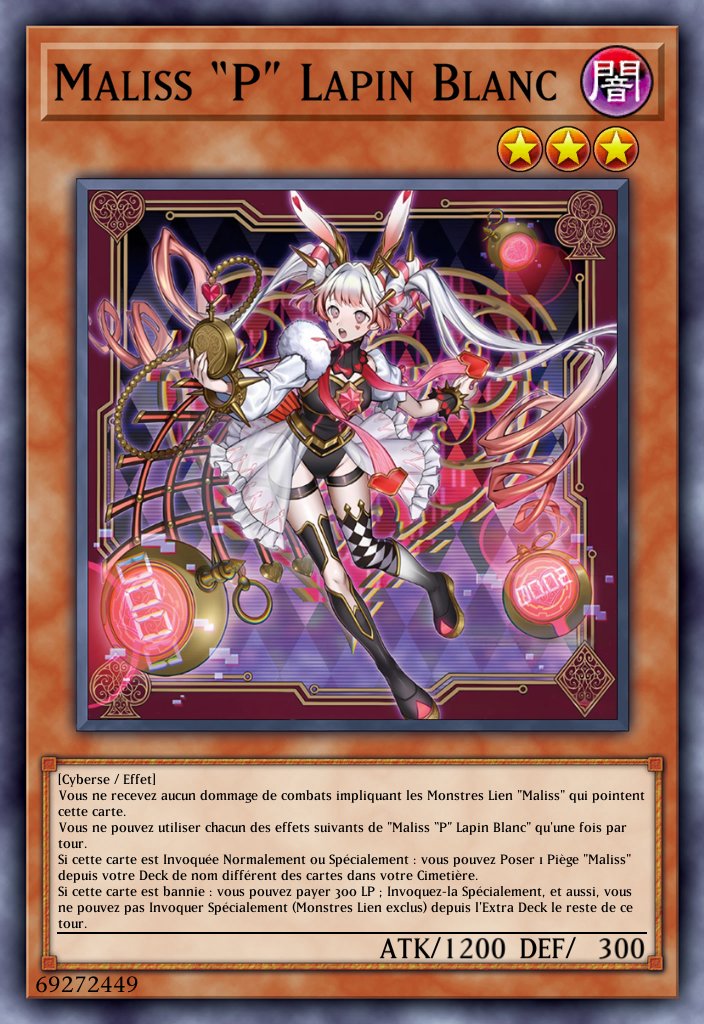 Maliss “P” Lapin Blanc
闇
000.0
00:02
[Cyberse / Effet]
Vous ne recevez aucun dommage de combats impliquant les Monstres Lien "Maliss" qui pointent
cette carte.
Vous ne pouvez utiliser chacun des effets suivants de "Maliss “P” Lapin Blanc" qu'une fois par
tour.
Si cette carte est Invoquée Normalement ou Spécialement : vous pouvez Poser 1 Piège "Maliss"
depuis votre Deck de nom différent des cartes dans votre Cimetière.
Si cette carte est bannie : vous pouvez payer 300 LP ; Invoquez-la Spécialement, et aussi, vous
ne pouvez pas Invoquer Spécialement (Monstres Lien exclus) depuis l'Extra Deck le reste de ce
tour.
ATK/1200 DEF/ 300
69272449